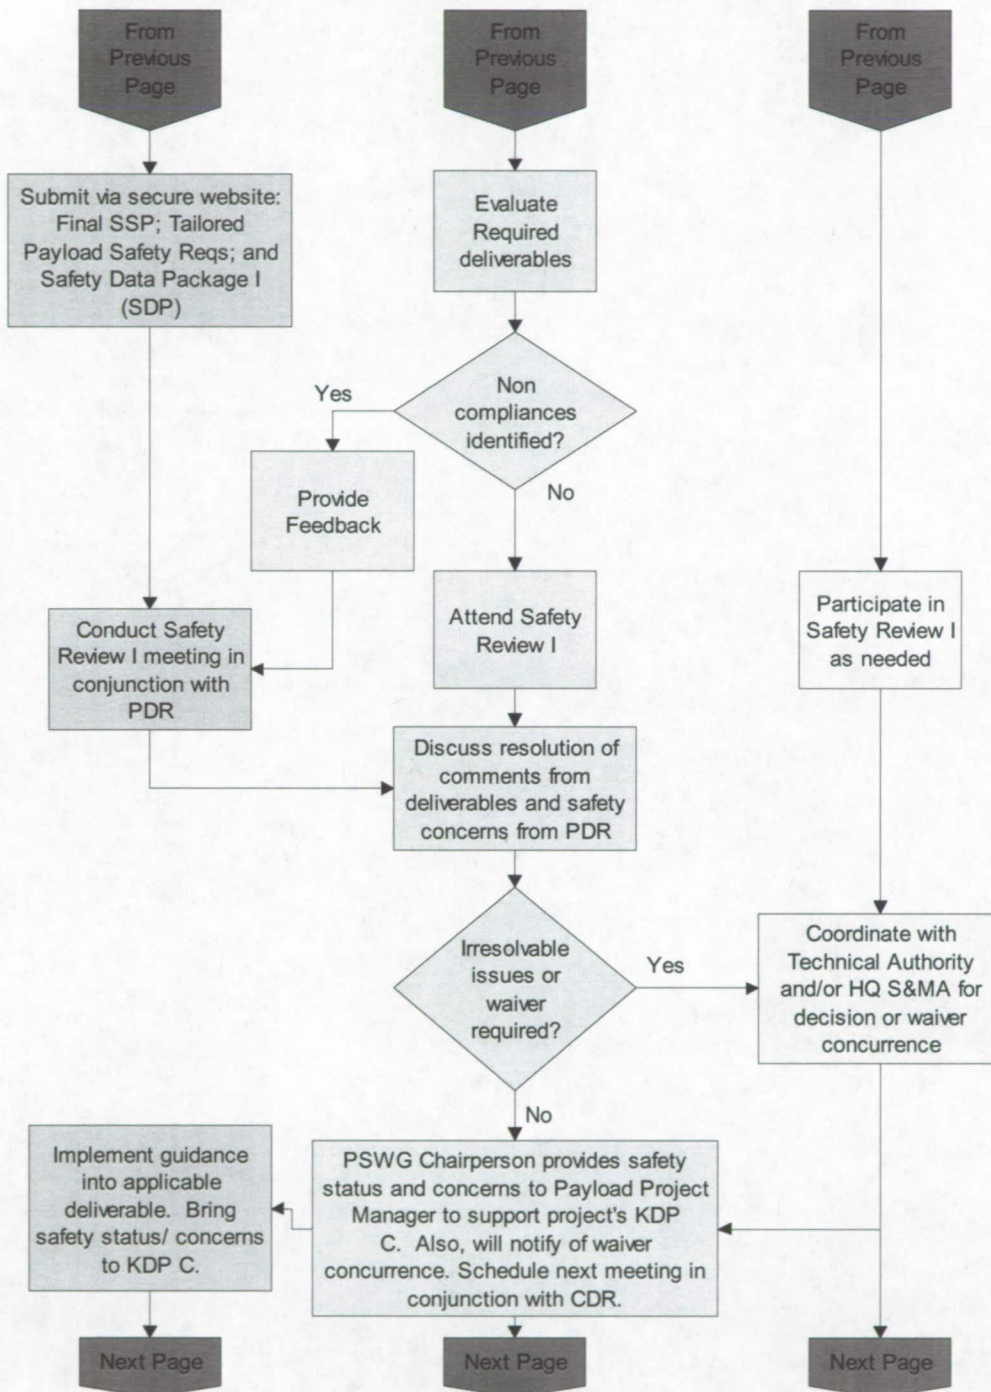 From
Previous
Page
From
Previous
Page
From
Previous
Page
Submit via secure website:
Final SSP; Tailored
Payload Safety Reqs; and
Safety Data Package I
(SDP)
Evaluate
Required
deliverables
Non
compliances
identified?
Yes
No
Provide
Feedback
Conduct Safety
Review I meeting in
conjunction with
PDR
Attend Safety
Review I
Participate in
Safety Review I
as needed
Discuss resolution of
comments from
deliverables and safety
concerns from PDR
Irresolvable
issues or
waiver
required?
Yes
Coordinate with
Technical Authority
and/or HQ S&MA for
decision or waiver
concurrence
No
Implement guidance
into applicable
deliverable. Bring
safety status/ concerns
to KDP C.
PSWG Chairperson provides safety
status and concerns to Payload Project
Manager to support project's KDP
C. Also, will notify of waiver
concurrence. Schedule next meeting in
conjunction with CDR.
Next Page
Next Page
Next Page